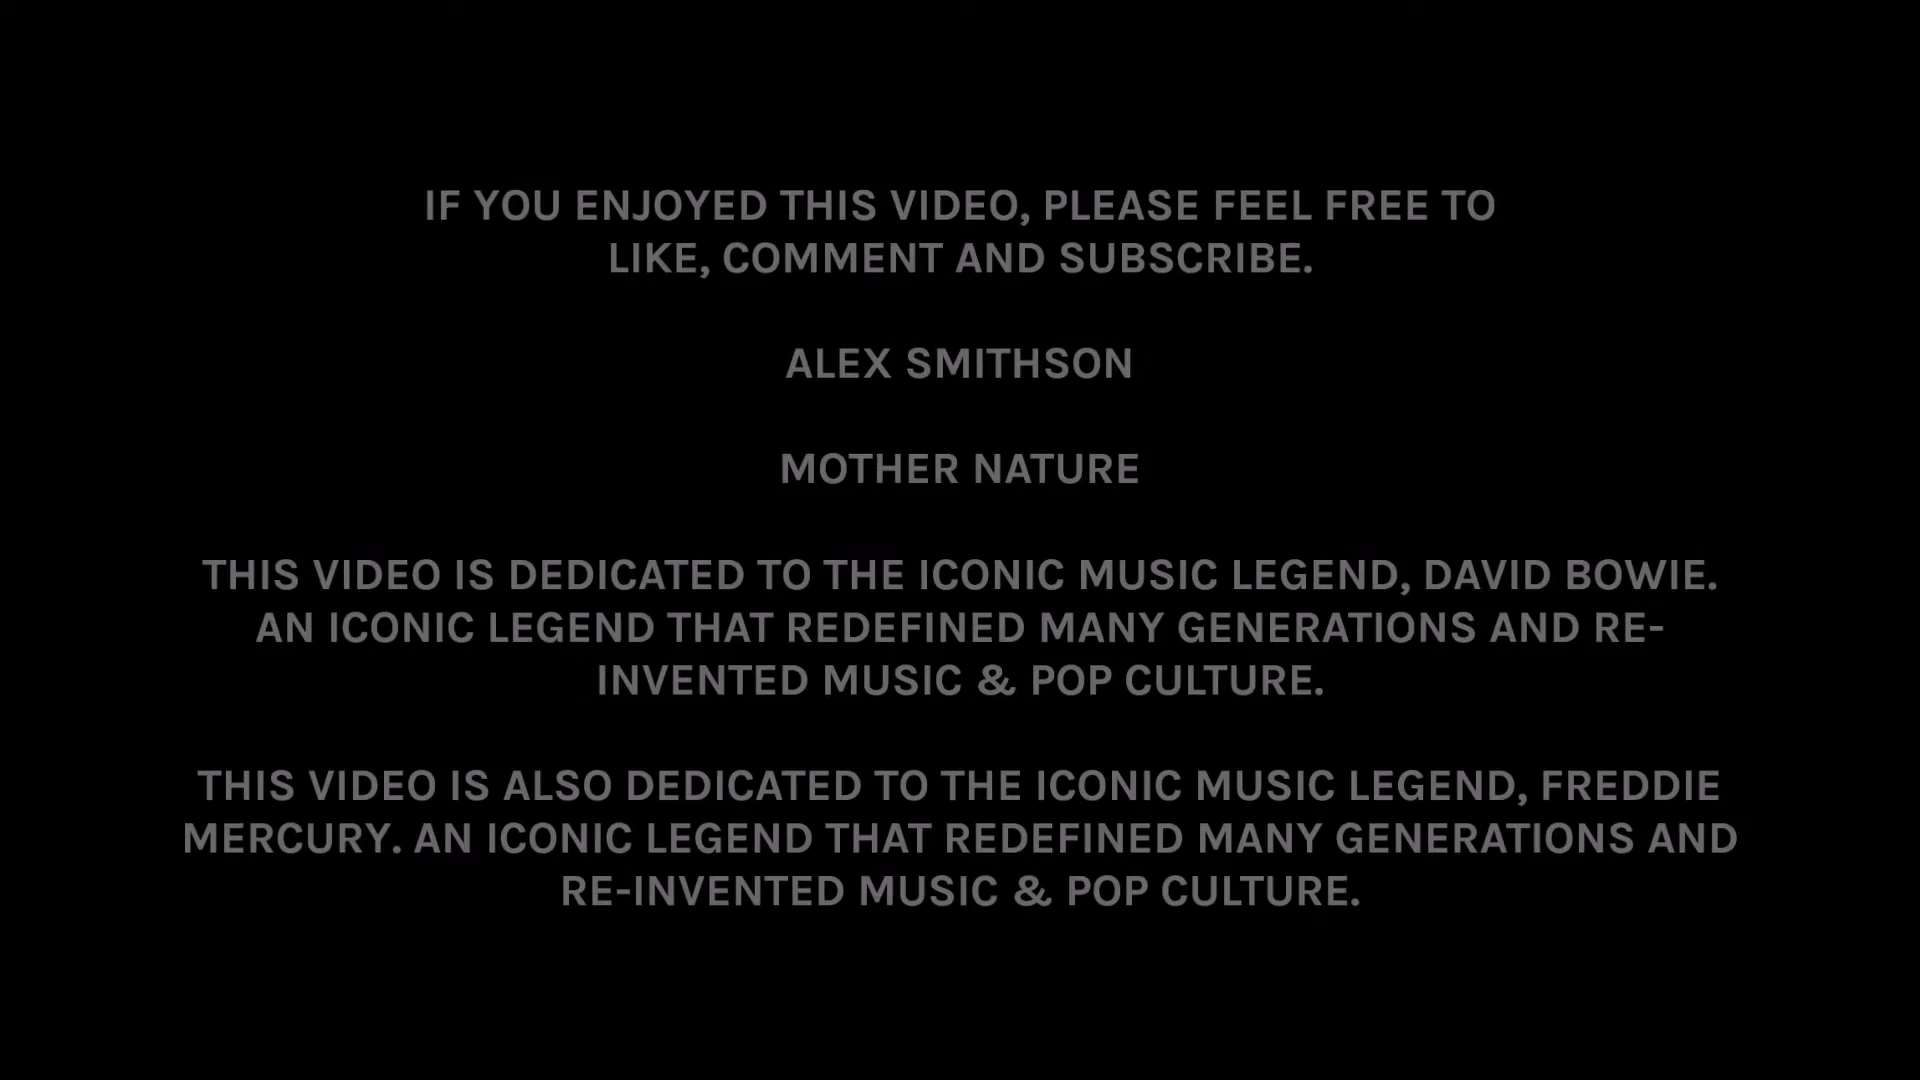 IF YOU ENJOYED THIS VIDEO, PLEASE FEEL FREE TO
LIKE, COMMENT AND SUBSCRIBE.
ALEX SMITHSON
MOTHER NATURE
THIS VIDEO IS DEDICATED TO THE ICONIC MUSIC LEGEND, DAVID BOWIE.
AN ICONIC LEGEND THAT REDEFINED MANY GENERATIONS AND RE-
INVENTED MUSIC & POP CULTURE.
THIS VIDEO IS ALSO DEDICATED TO THE ICONIC MUSIC LEGEND, FREDDIE
MERCURY. AN ICONIC LEGEND THAT REDEFINED MANY GENERATIONS AND
RE-INVENTED MUSIC & POP CULTURE.